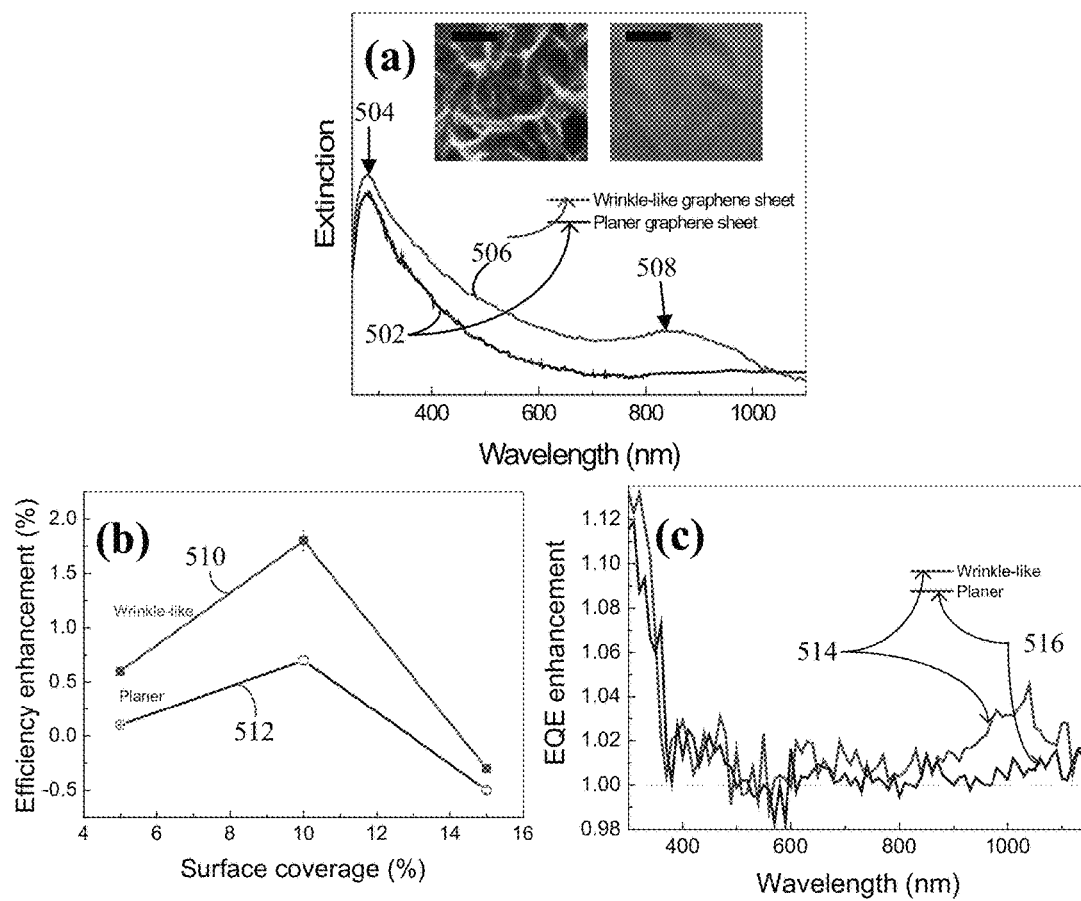 (a)
504
Extinction
Wrinkle-like graphene sheet
Planer graphene sheet
506
508
502
400 600 800 1000
Wavelength (nm)
(b)
Efficiency enhancement (%)
2.0
1.5
1.0
0.5
0.0
-0.5
510
Wrinkle-like
Planer
512
4 6 8 10 12 14 16
Surface coverage (%)
(c)
EQE enhancement
1.12
1.10
1.08
1.06
1.04
1.02
1.00
0.98
Wrinkle-like
Planer
514
516
400 600 800 1000
Wavelength (nm)